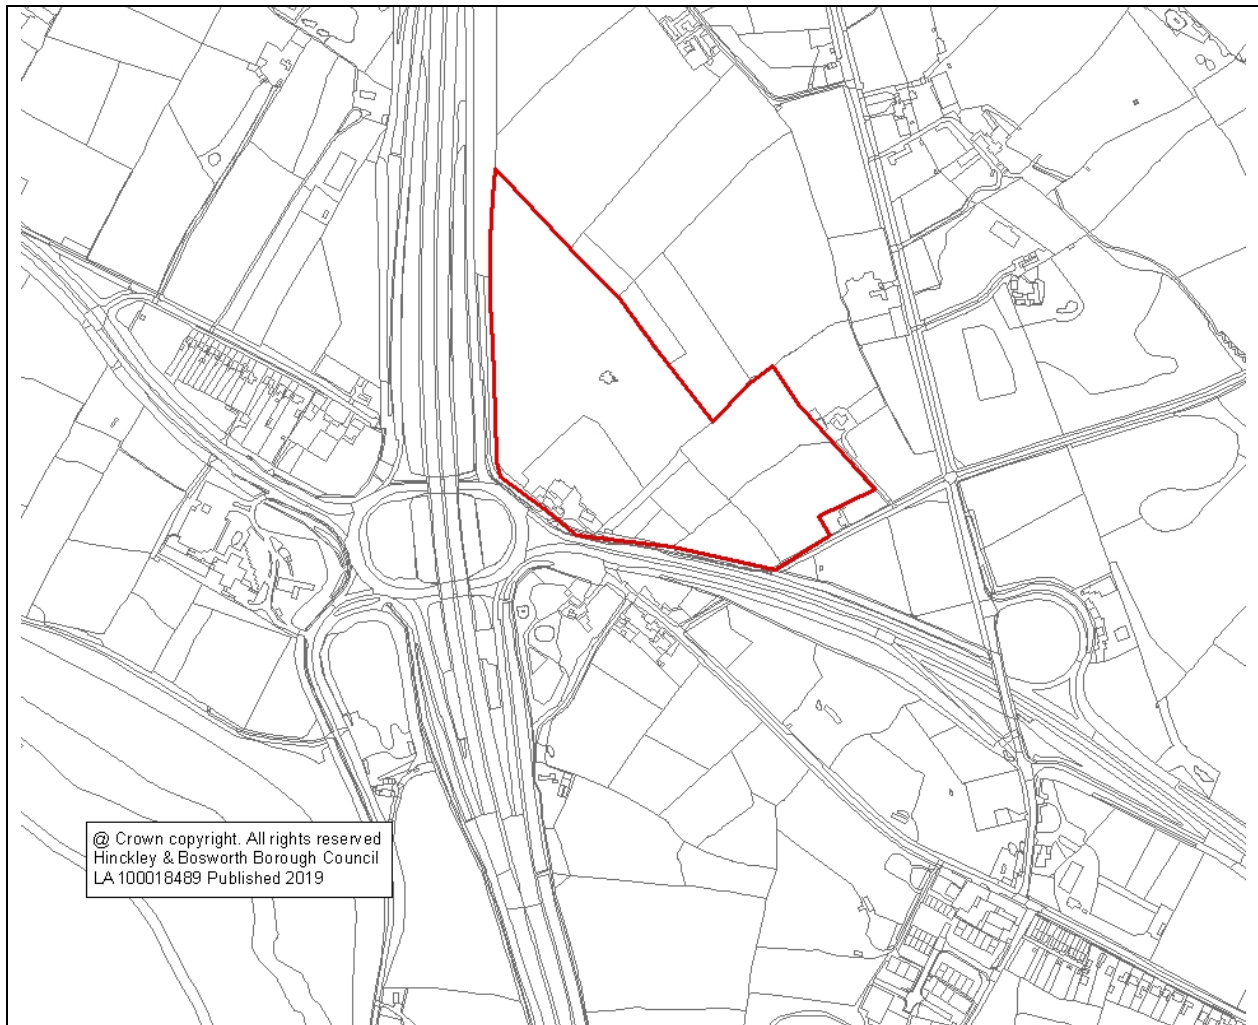 @ Crown copyright. All rights reserved
Hinckley & Bosworth Borough Council
LA 100018489 Published 2019